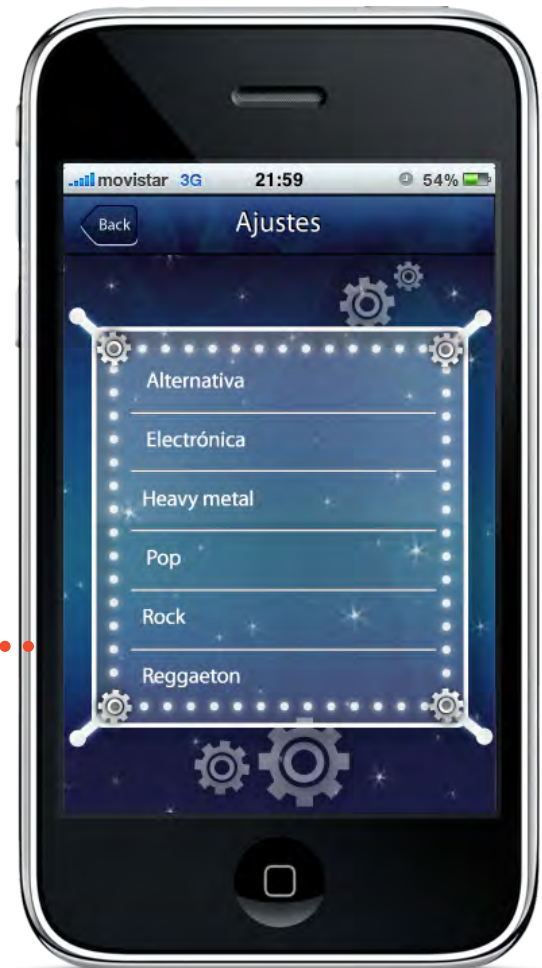 movistar 3G 21:59 54%
Back Ajustes
Alternativa
Electrónica
Heavy metal
Pop
Rock
Reggaeton